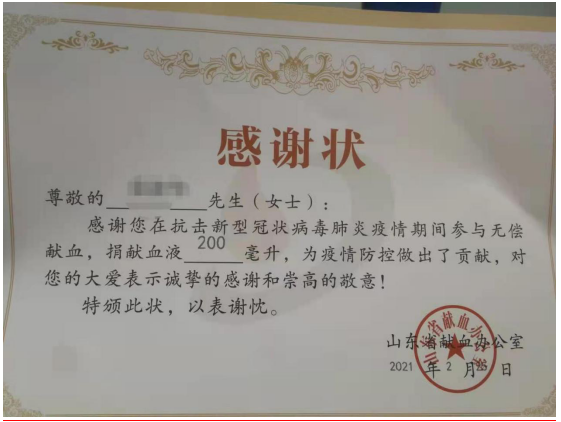 感谢状
尊敬的 先生（女士）：
感谢您在抗击新型冠状病毒肺炎疫情期间参与无偿
献血，捐献血液 200 毫升，为疫情防控做出了贡献，对
您的大爱表示诚挚的感谢和崇高的敬意！
特颁此状，以表谢忱。
山东省献血办公室
2021 年 2 月 日